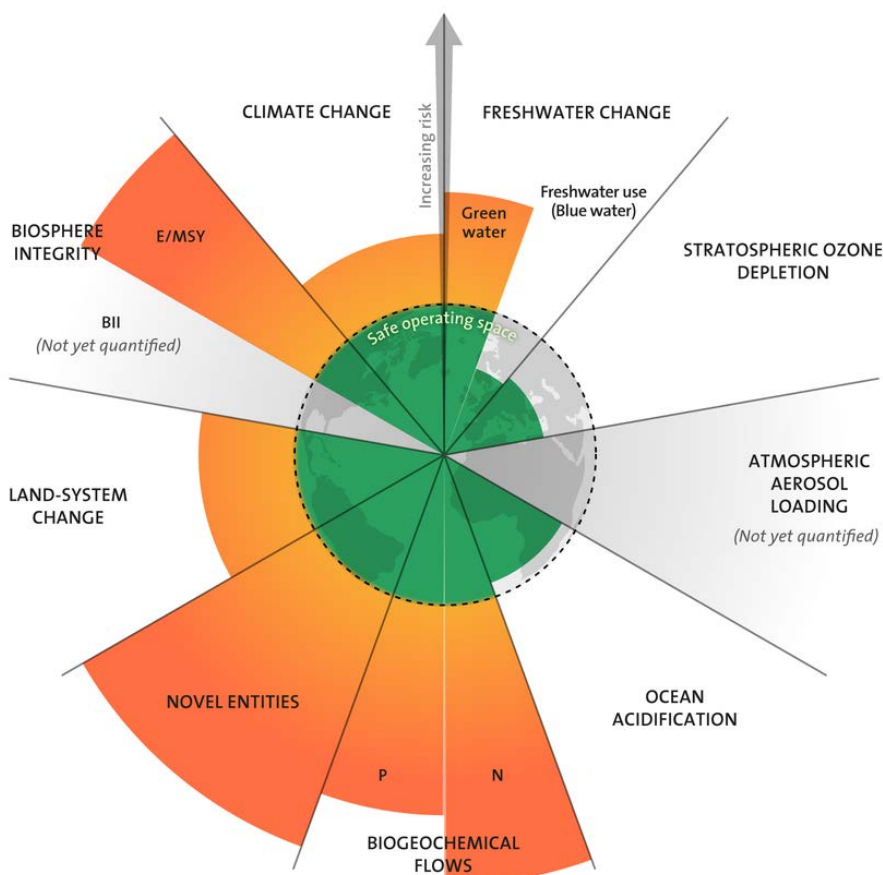 CLIMATE CHANGE
FRESHWATER CHANGE
Increasing risk
Green
water
Freshwater use
(Blue water)
BIOSPHERE
INTEGRITY
E/MSY
STRATOSPHERIC OZONE
DEPLETION
BII
(Not yet quantified)
Safe operating space
ATMOSPHERIC
AEROSOL
LOADING
(Not yet quantified)
LAND-SYSTEM
CHANGE
NOVEL ENTITIES
OCEAN
ACIDIFICATION
P
N
BIOGEOCHEMICAL
FLOWS